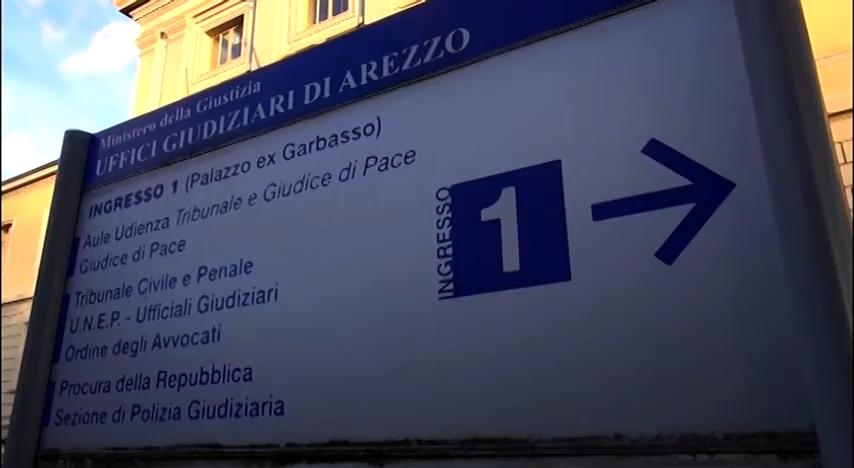 Ministero della Giustizia
UFFICI GIUDIZIARI DI AREZZO
INGRESSO 1 (Palazzo ex Garbasso)
Aule Udienza Tribunale e Giudice di Pace
Giudice di Pace
Tribunale Civile e Penale
U.N.E.P. - Ufficiali Giudiziari
Ordine degli Avvocati
Procura della Repubblica
Sezione di Polizia Giudiziaria
INGRESSO
1